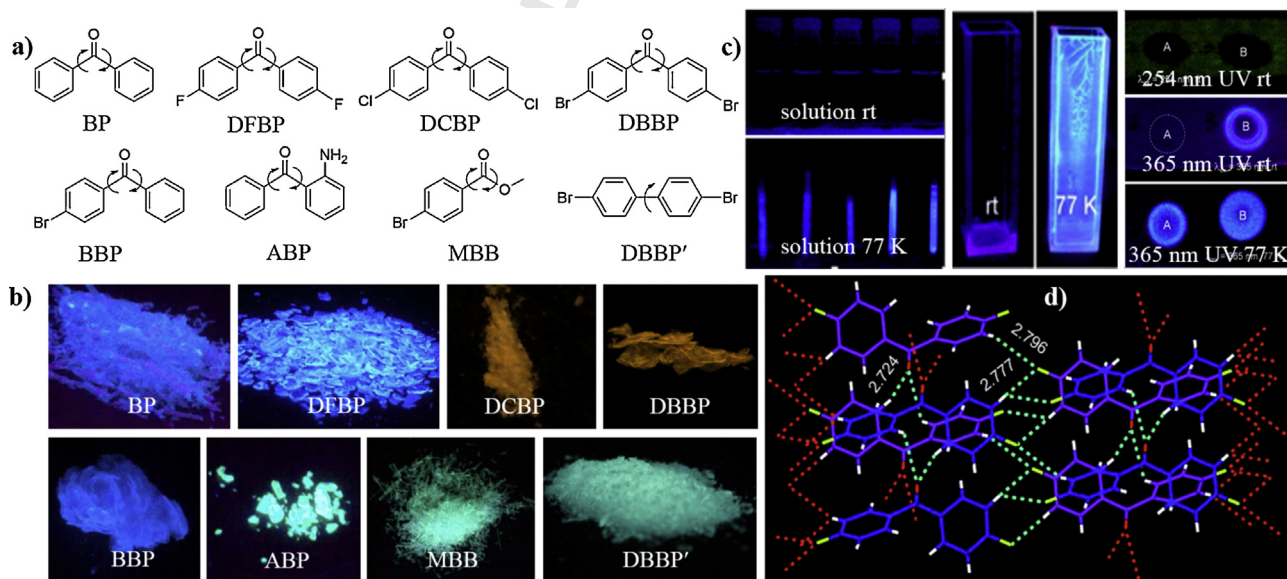 a)
O
O
O
O
F
F
Cl
Cl
Br
Br
BP
DFBP
DCBP
DBBP
O
O
NH₂
O
O
Br
Br
Br
Br
BBP
ABP
MBB
DBBP′
b)
BP
DFBP
DCBP
DBBP
BBP
ABP
MBB
DBBP′
c)
solution rt
solution 77 K
rt
77 K
A
B
254 nm UV rt
A
B
365 nm UV rt
A
B
365 nm UV 77 K
d)
2.796
2.724
2.777